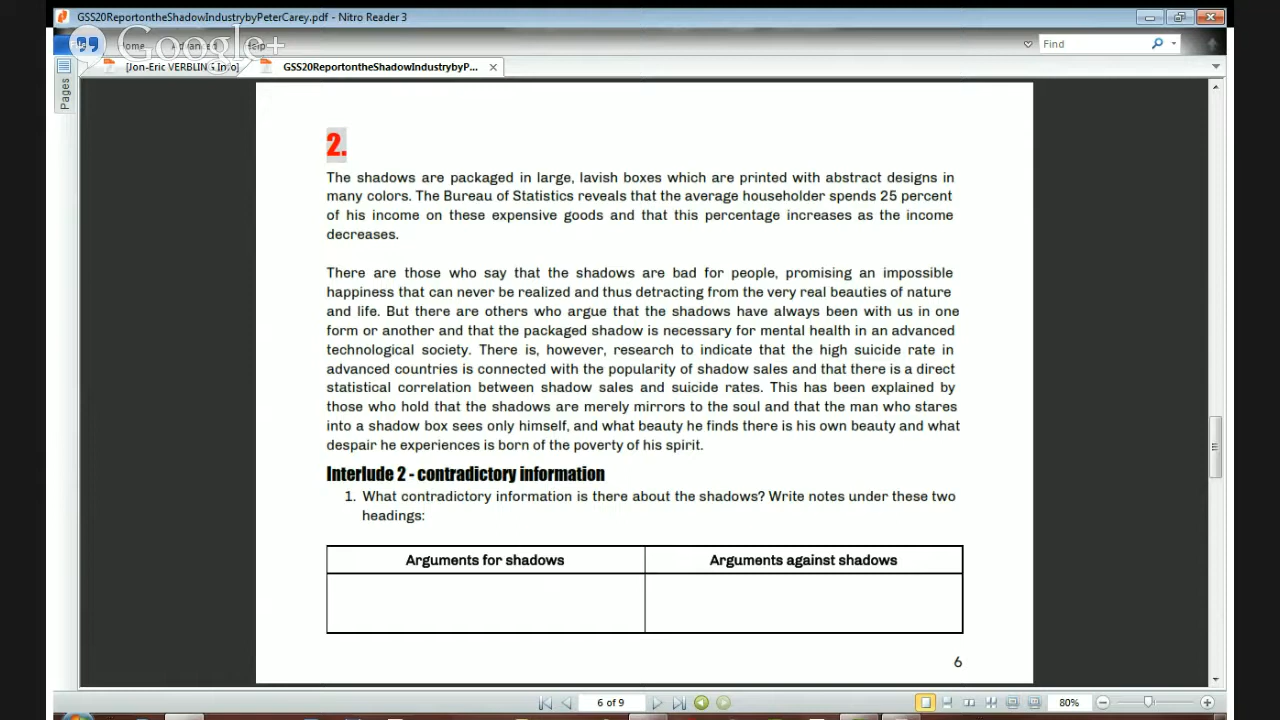 GSS20ReportontheShadowIndustrybyPeterCarey.pdf - Nitro Reader 3
Google+
File Home Advanced Help
Find
[Jon-Eric VERBLING Info]
GSS20ReportontheShadowIndustrybyP...
Pages
2.
The shadows are packaged in large, lavish boxes which are printed with abstract designs in
many colors. The Bureau of Statistics reveals that the average householder spends 25 percent
of his income on these expensive goods and that this percentage increases as the income
decreases.
There are those who say that the shadows are bad for people, promising an impossible
happiness that can never be realized and thus detracting from the very real beauties of nature
and life. But there are others who argue that the shadows have always been with us in one
form or another and that the packaged shadow is necessary for mental health in an advanced
technological society. There is, however, research to indicate that the high suicide rate in
advanced countries is connected with the popularity of shadow sales and that there is a direct
statistical correlation between shadow sales and suicide rates. This has been explained by
those who hold that the shadows are merely mirrors to the soul and that the man who stares
into a shadow box sees only himself, and what beauty he finds there is his own beauty and what
despair he experiences is born of the poverty of his spirit.
Interlude 2 - contradictory information
1. What contradictory information is there about the shadows? Write notes under these two
headings:
Arguments for shadows
Arguments against shadows
6
6 of 9
80%